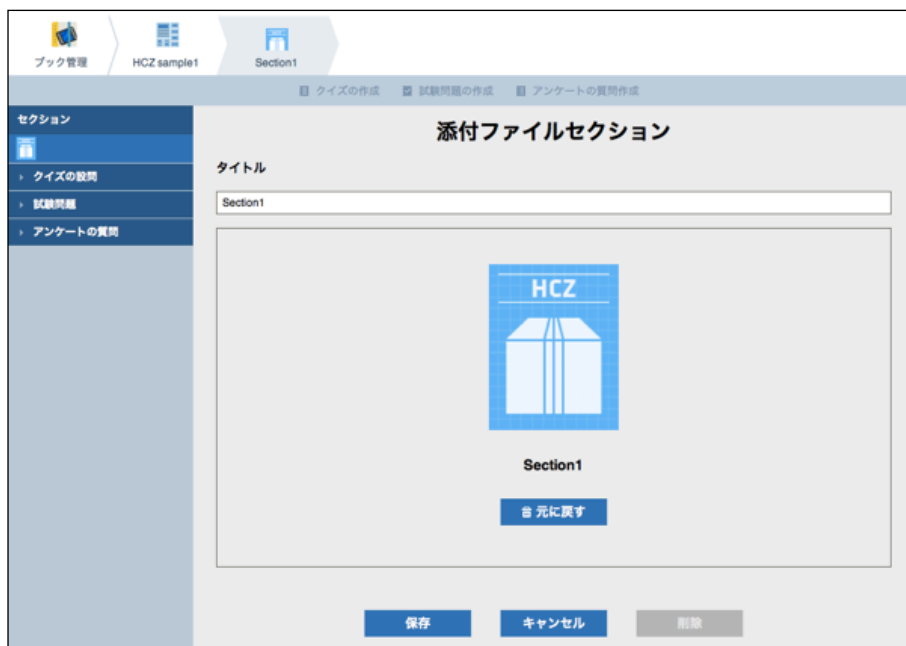 ブック管理
HCZ sample1
Section1
クイズの作成 試験問題の作成 アンケートの質問作成
セクション
クイズの設問
試験問題
アンケートの質問
添付ファイルセクション
タイトル
Section1
HCZ
Section1
元に戻す
保存 キャンセル 削除